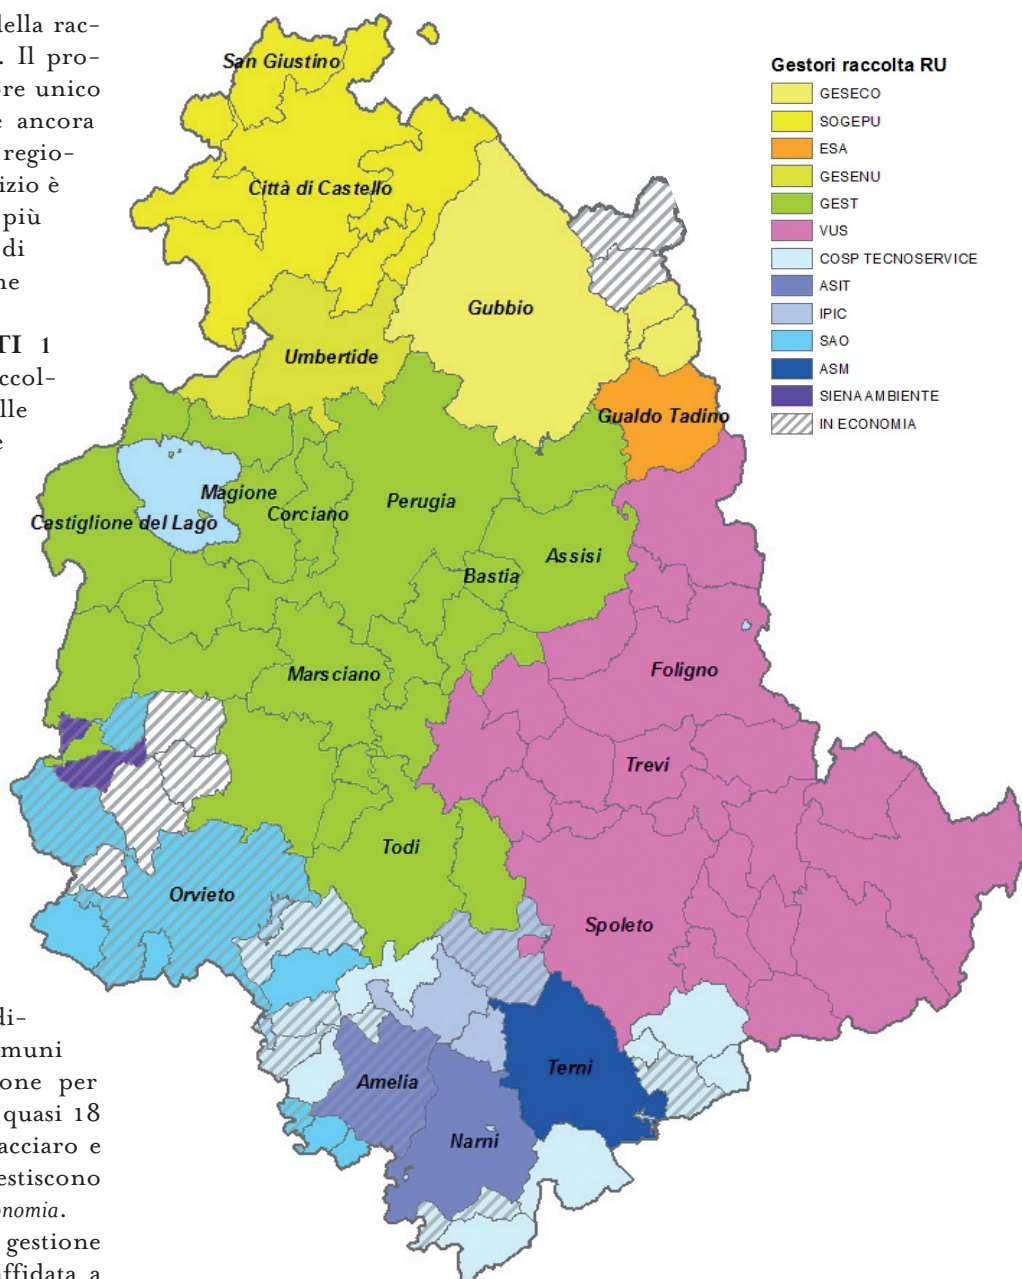 della rac-
. Il pro-
re unico
e ancora
regio-
izio è
più
di
ne
TI 1
ccol-
lle
e
di-
muni
one per
quasi 18
acciaro e
estiscono
nomia.
gestione
ffidata a
San Giustino
Città di Castello
Gubbio
Umbertide
Gualdo Tadino
Magione
Corciano
Perugia
Castiglione del Lago
Assisi
Bastia
Marsciano
Foligno
Trevi
Todi
Orvieto
Spoleto
Terni
Amelia
Narni
Gestori raccolta RU
GESECO
SOGEPU
ESA
GESENU
GEST
VUS
COSP TECNOSERVICE
ASIT
IPIC
SAO
ASM
SIENA AMBIENTE
IN ECONOMIA